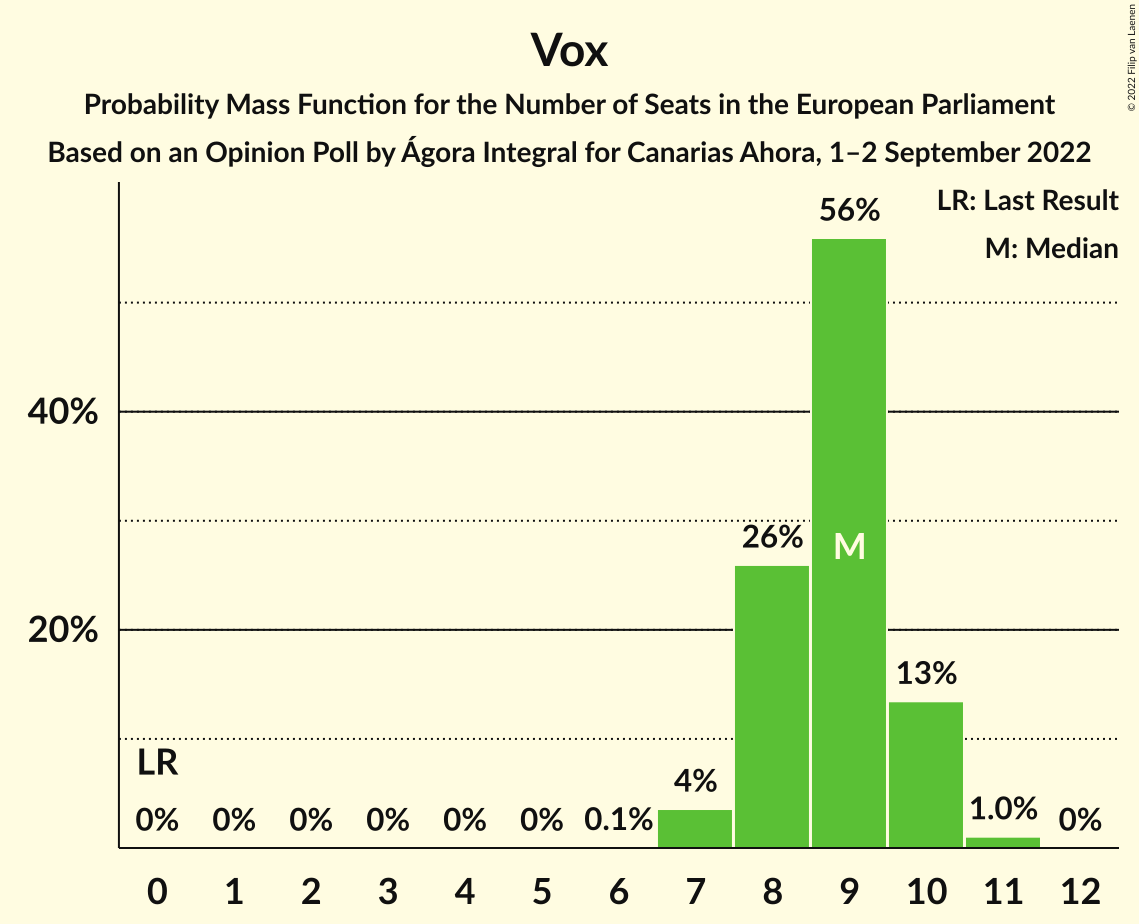 Vox
Probability Mass Function for the Number of Seats in the European Parliament
Based on an Opinion Poll by Ágora Integral for Canarias Ahora, 1–2 September 2022
© 2022 Filip van Laenen
LR: Last Result
M: Median
56%
40%
26%
M
20%
13%
LR
4%
0% 0% 0% 0% 0% 0% 0.1% 1.0% 0%
0 1 2 3 4 5 6 7 8 9 10 11 12